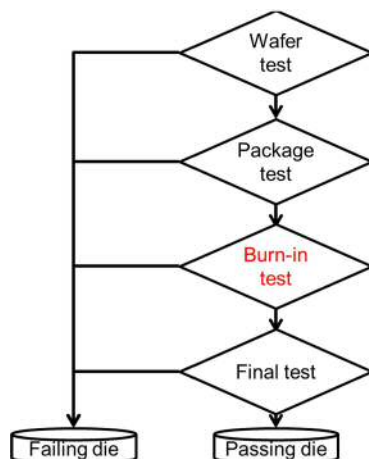 Wafer
test
Package
test
Burn-in
test
Final test
Failing die
Passing die